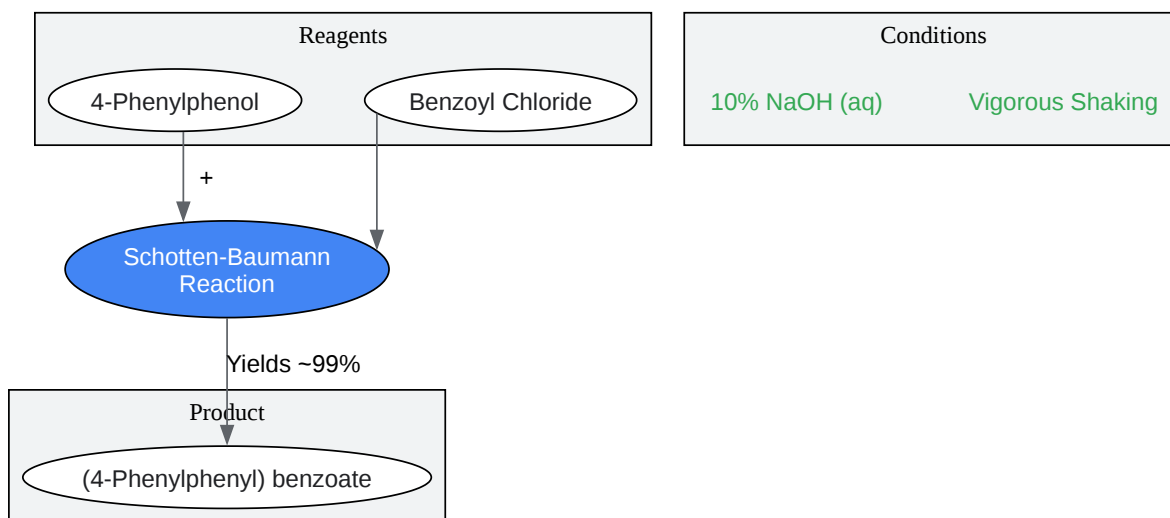 Reagents
Conditions
4-Phenylphenol
Benzoyl Chloride
10% NaOH (aq)
Vigorous Shaking
+
Schotten-Baumann
Reaction
Yields ~99%
Product
(4-Phenylphenyl) benzoate